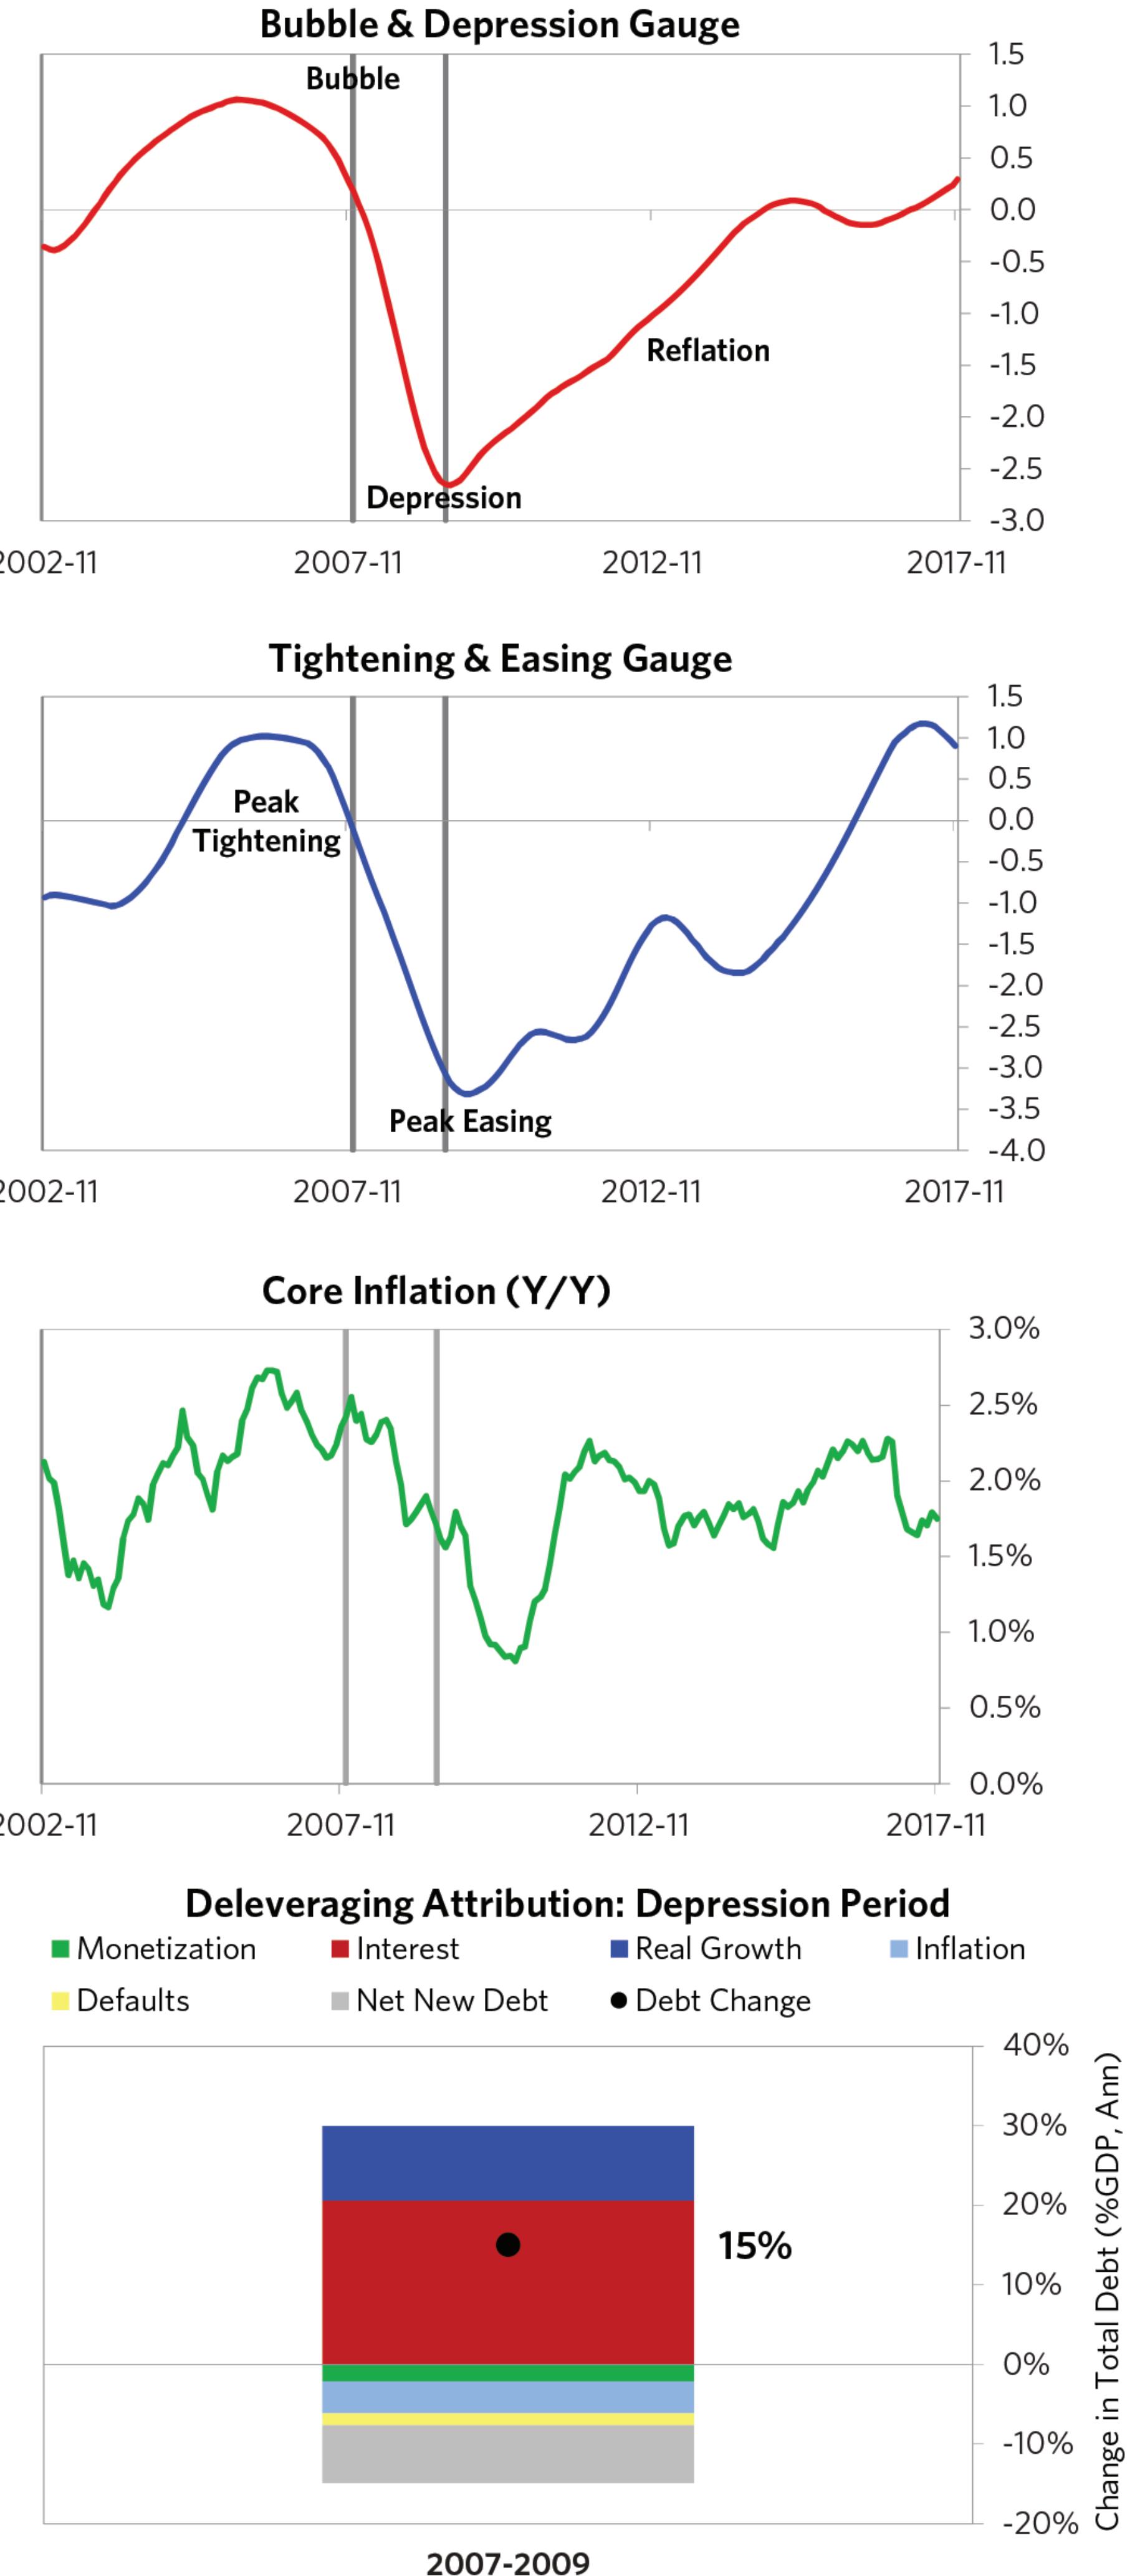 Bubble & Depression Gauge
Bubble
1.5
1.0
0.5
0.0
-0.5
-1.0
Reflation
-1.5
-2.0
-2.5
Depression
-3.0
2002-11 2007-11 2012-11 2017-11
Tightening & Easing Gauge
1.5
1.0
0.5
Peak
Tightening
0.0
-0.5
-1.0
-1.5
-2.0
-2.5
-3.0
Peak Easing
-3.5
-4.0
2002-11 2007-11 2012-11 2017-11
Core Inflation (Y/Y)
3.0%
2.5%
2.0%
1.5%
1.0%
0.5%
0.0%
2002-11 2007-11 2012-11 2017-11
Deleveraging Attribution: Depression Period
Monetization Interest Real Growth Inflation
Defaults Net New Debt Debt Change
40%
30%
20%
15%
10%
0%
-10%
-20%
Change in Total Debt (%GDP, Ann)
2007-2009